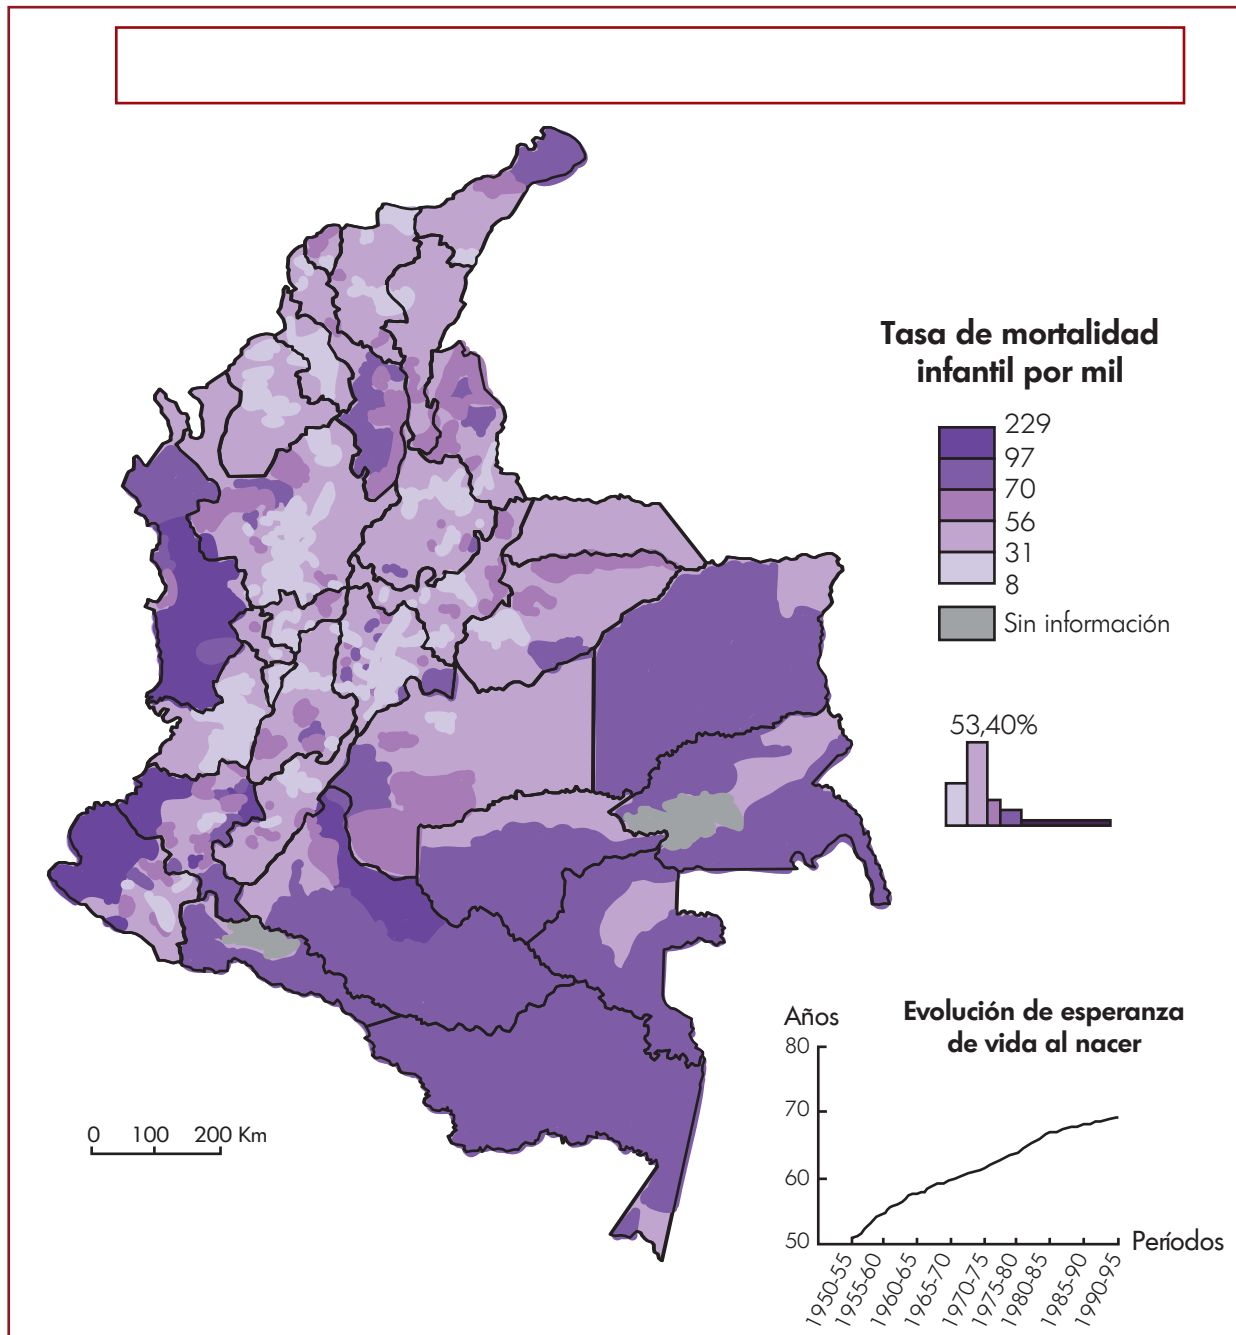 Tasa de mortalidad
infantil por mil
229
97
70
56
31
8
Sin información
53,40%
0 100 200 Km
Evolución de esperanza
de vida al nacer
Años
80
70
60
50
Períodos
1950-55
1955-60
1960-65
1965-70
1970-75
1975-80
1980-85
1985-90
1990-95